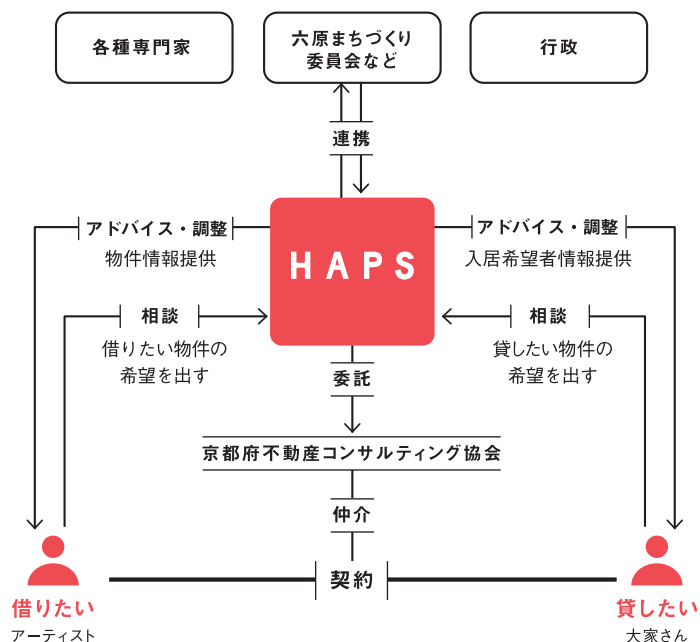 各種専門家
六原まちづくり
委員会など
行政
連携
アドバイス・調整
物件情報提供
HAPS
アドバイス・調整
入居希望者情報提供
相談
借りたい物件の
希望を出す
相談
貸したい物件の
希望を出す
委託
京都府不動産コンサルティング協会
仲介
契約
借りたい
アーティスト
貸したい
大家さん